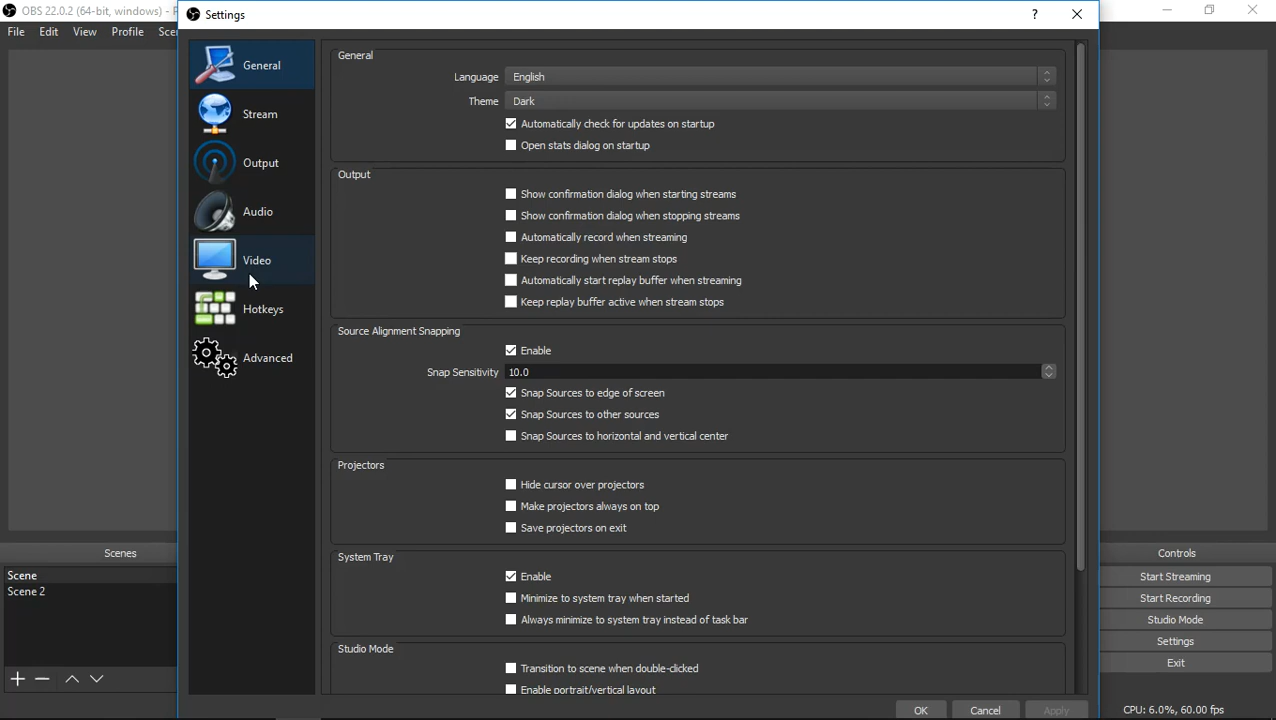 OBS 22.0.2 (64-bit, windows) -
Settings
?
File Edit View Profile
General
Stream
Output
Audio
Video
Hotkeys
Advanced
General
Language English
Theme Dark
Automatically check for updates on startup
Open stats dialog on startup
Output
Show confirmation dialog when starting streams
Show confirmation dialog when stopping streams
Automatically record when streaming
Keep recording when stream stops
Automatically start replay buffer when streaming
Keep replay buffer active when stream stops
Source Alignment Snapping
Enable
Snap Sensitivity 10.0
Snap Sources to edge of screen
Snap Sources to other sources
Snap Sources to horizontal and vertical center
Projectors
Hide cursor over projectors
Make projectors always on top
Save projectors on exit
System Tray
Enable
Minimize to system tray when started
Always minimize to system tray instead of task bar
Studio Mode
Transition to scene when double-clicked
Enable portrait/vertical layout
OK Cancel Apply
Scenes
Scene
Scene 2
Controls
Start Streaming
Start Recording
Studio Mode
Settings
Exit
CPU: 6.0%, 60.00 fps